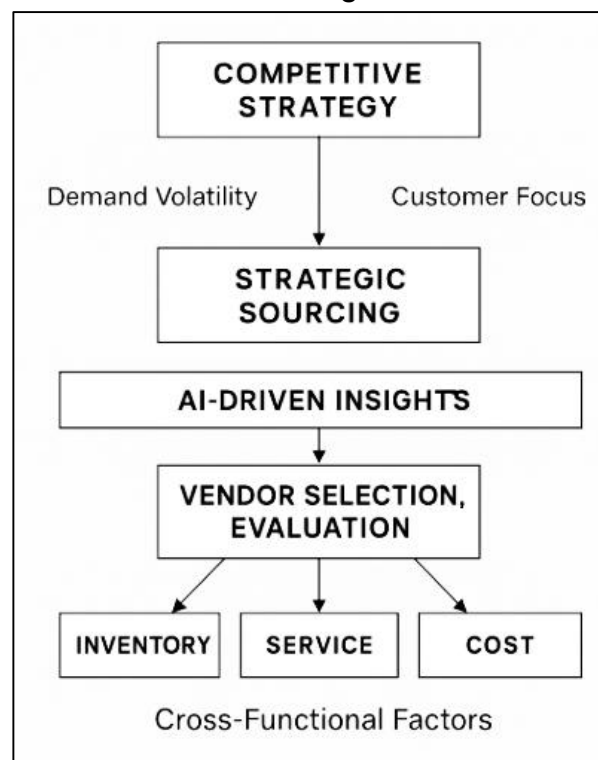 COMPETITIVE
STRATEGY
Demand Volatility
Customer Focus
STRATEGIC
SOURCING
AI-DRIVEN INSIGHTS
VENDOR SELECTION,
EVALUATION
INVENTORY
SERVICE
COST
Cross-Functional Factors